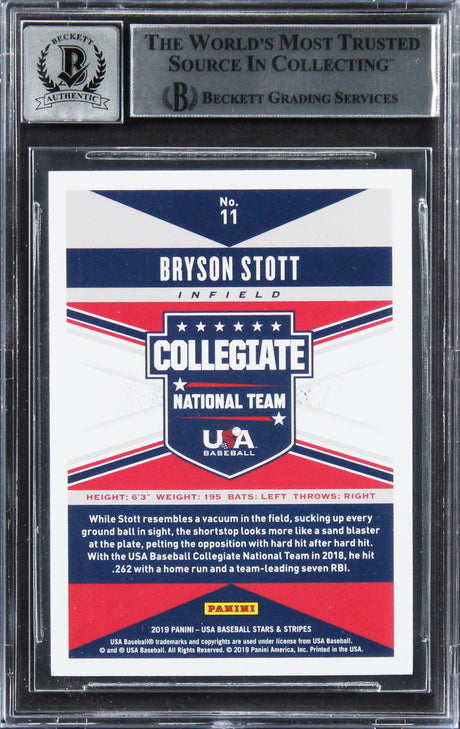 BECKETT
B
AUTHENTIC
THE WORLD'S MOST TRUSTED
SOURCE IN COLLECTING™
B BECKETT GRADING SERVICES
No.
11
BRYSON STOTT
INFIELD
COLLEGIATE
NATIONAL TEAM
USA
BASEBALL
HEIGHT: 6'3" WEIGHT: 195 BATS: LEFT THROWS: RIGHT
While Stott resembles a vacuum in the field, sucking up every
ground ball in sight, the shortstop looks more like a sand blaster
at the plate, pelting the opposition with hard hit after hard hit.
With the USA Baseball Collegiate National Team in 2018, he hit
.262 with a home run and a team-leading seven RBI.
PANINI
2019 PANINI – USA BASEBALL STARS & STRIPES
USA Baseball® trademarks and copyrights are used under license from USA Baseball.
© and ® USA Baseball. All Rights Reserved. © 2019 Panini America, Inc. Printed in the USA.